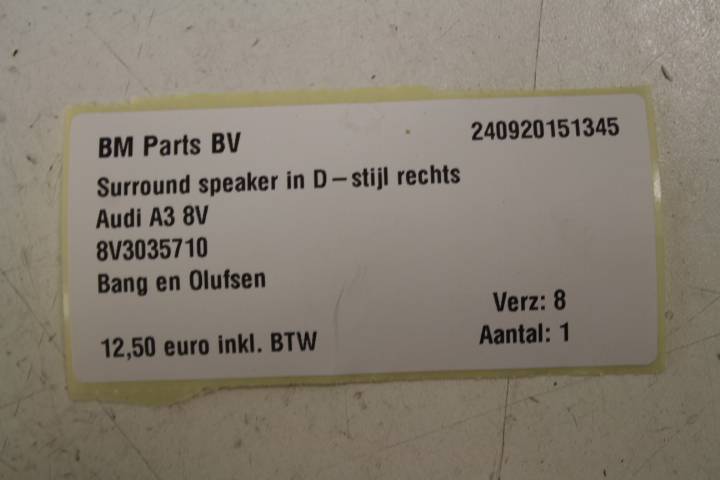 BM Parts BV 240920151345
Surround speaker in D-stijl rechts
Audi A3 8V
8V3035710
Bang en Olufsen
Verz: 8
12,50 euro inkl. BTW Aantal: 1